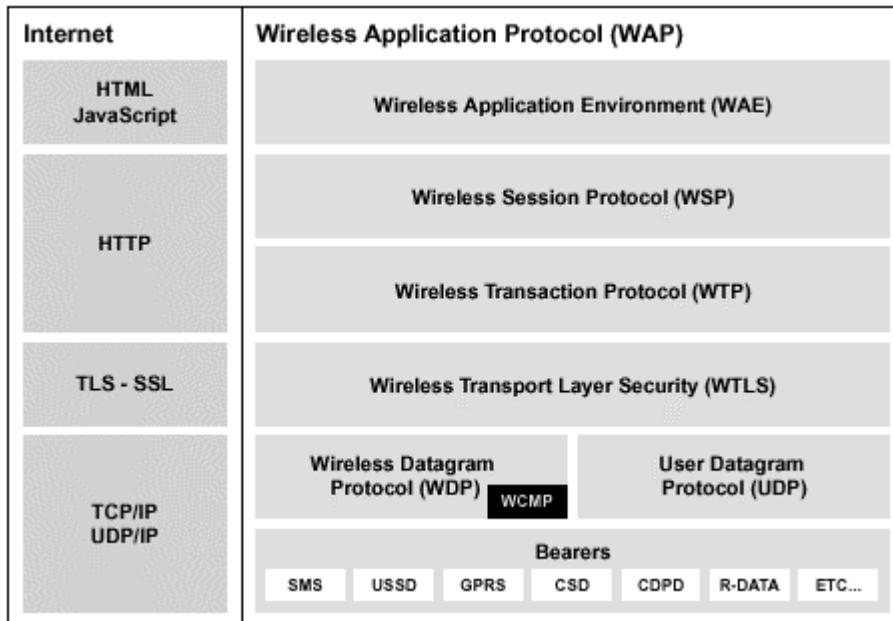 Internet
HTML
JavaScript
HTTP
TLS - SSL
TCP/IP
UDP/IP
Wireless Application Protocol (WAP)
Wireless Application Environment (WAE)
Wireless Session Protocol (WSP)
Wireless Transaction Protocol (WTP)
Wireless Transport Layer Security (WTLS)
Wireless Datagram
Protocol (WDP)
WCMP
User Datagram
Protocol (UDP)
Bearers
SMS USSD GPRS CSD CDPD R-DATA ETC...